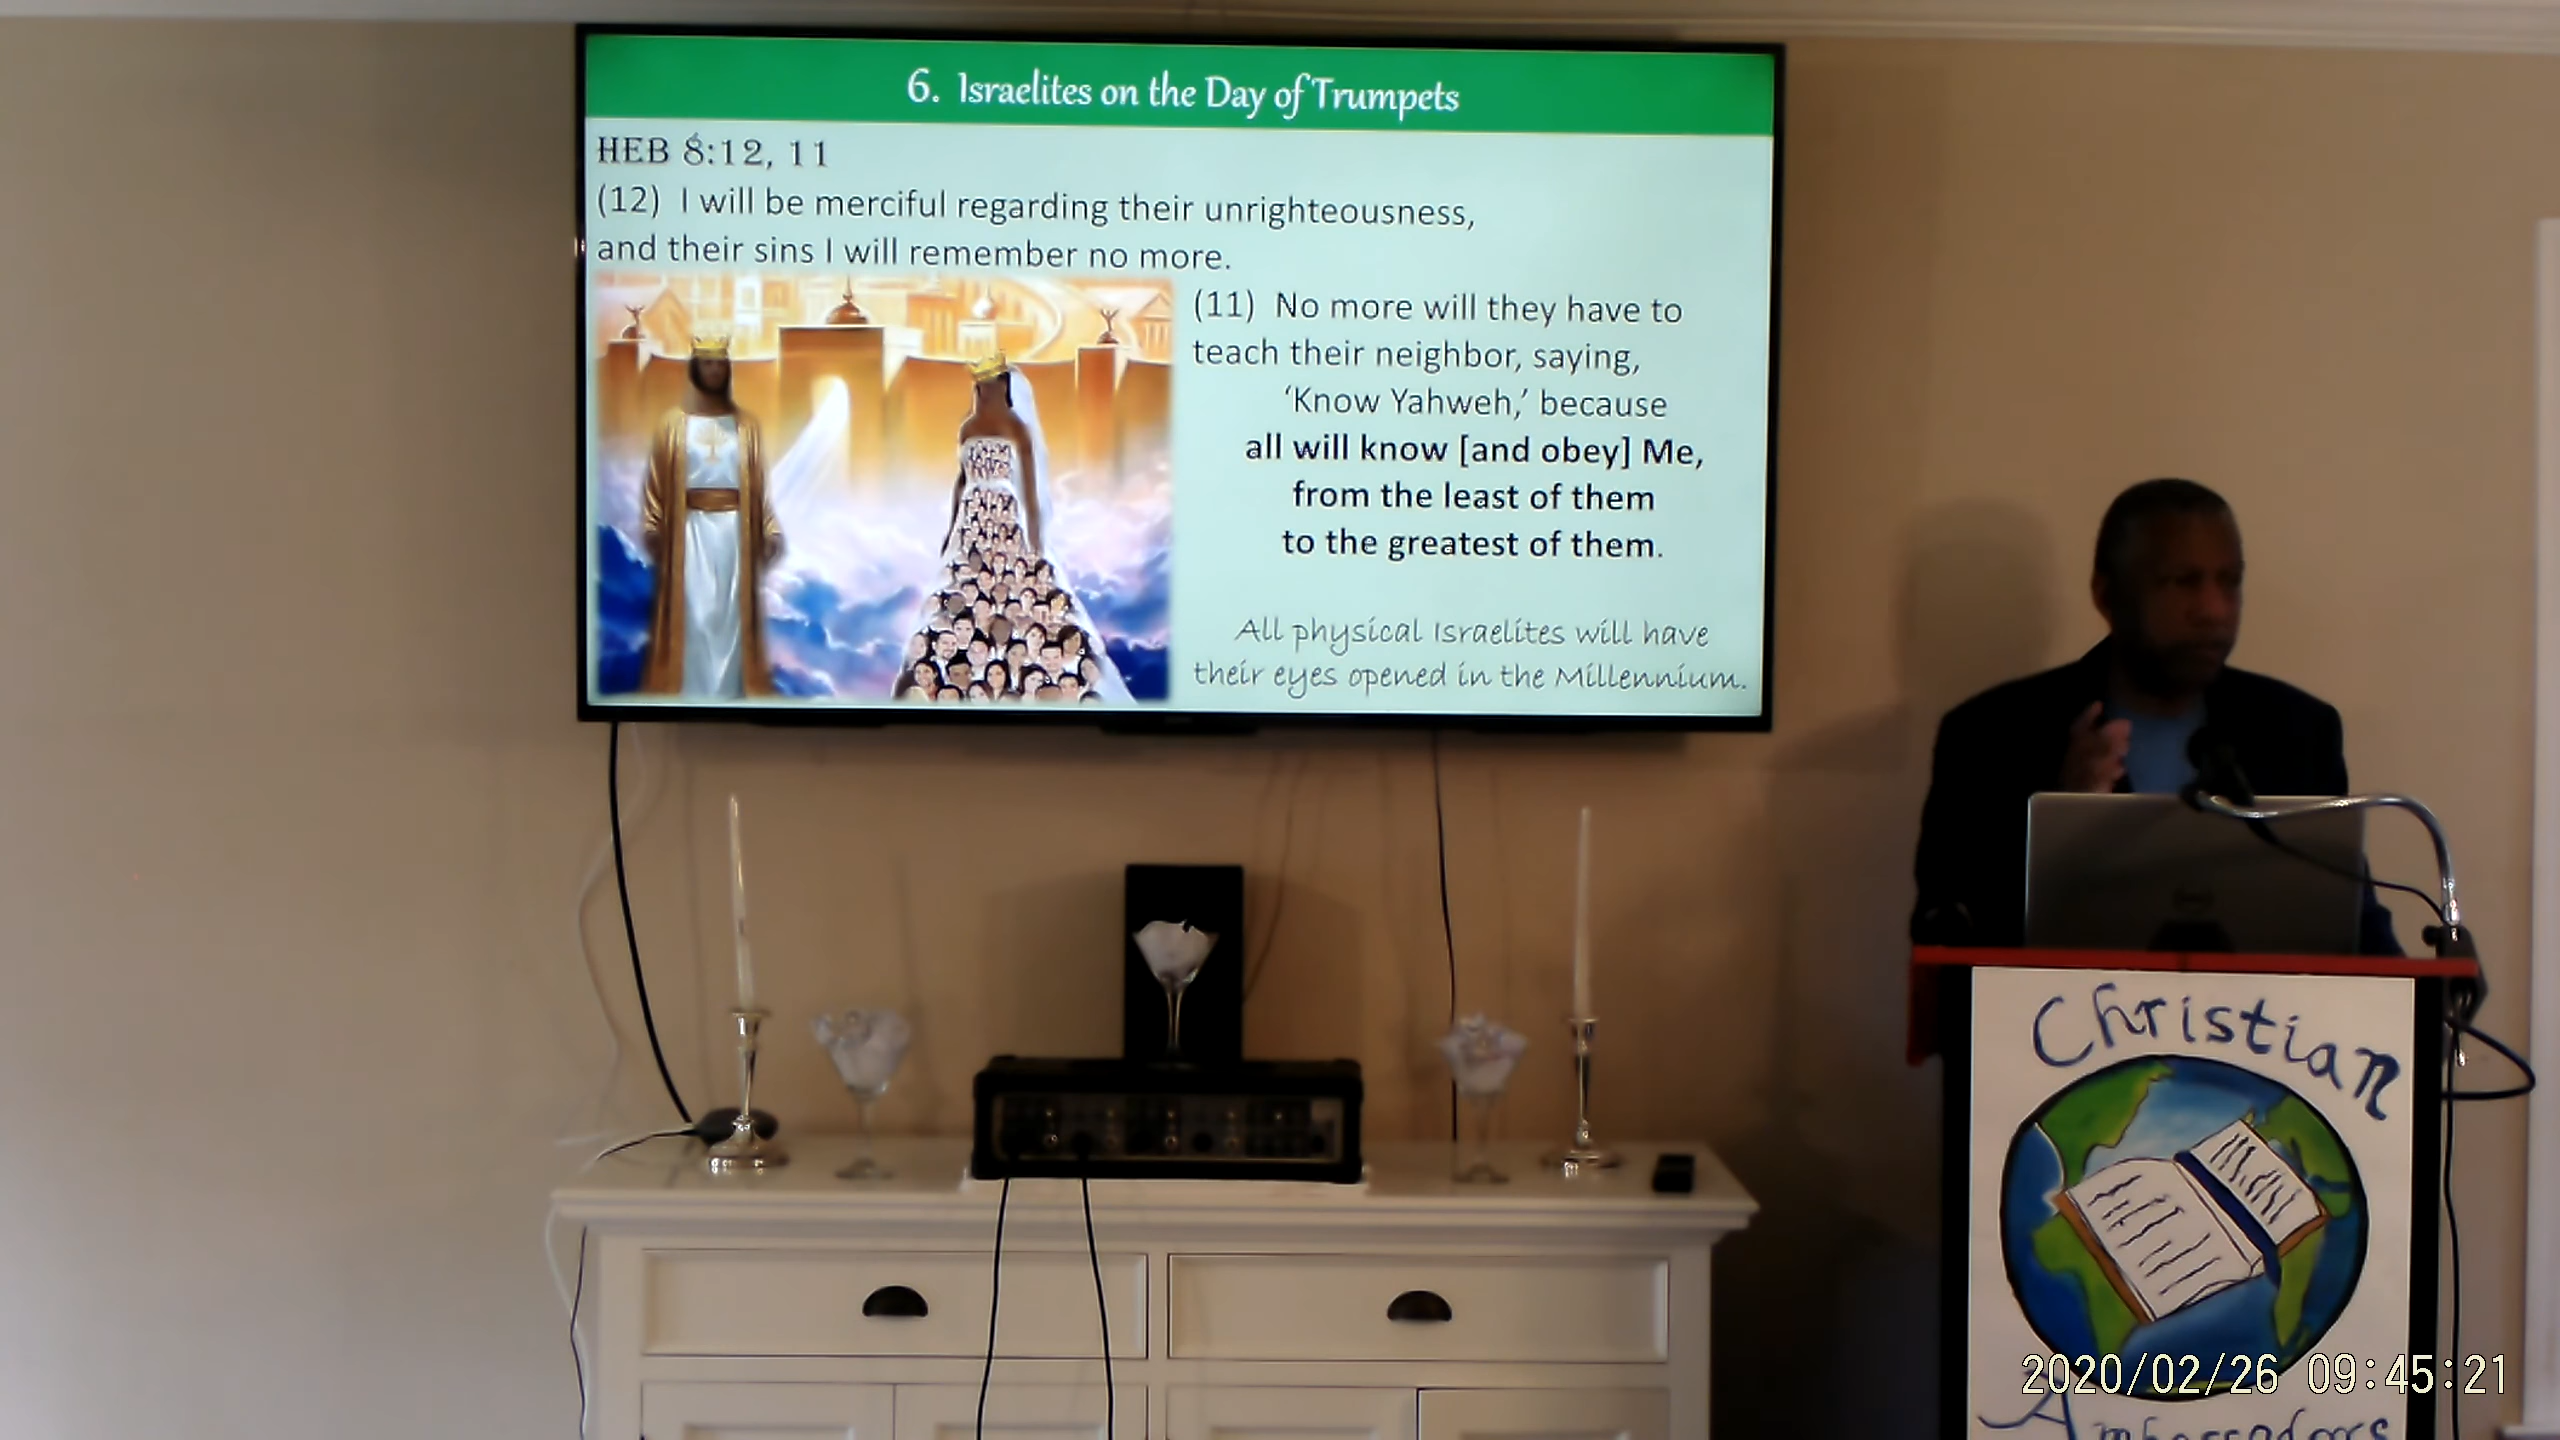 6. Israelites on the Day of Trumpets
HEB 8:12, 11
(12) I will be merciful regarding their unrighteousness,
and their sins I will remember no more.
(11) No more will they have to
teach their neighbor, saying,
‘Know Yahweh,’ because
all will know [and obey] Me,
from the least of them
to the greatest of them.
All physical Israelites will have
their eyes opened in the Millennium.
Christian
2020/02/26 09:45:21
Ambassadors